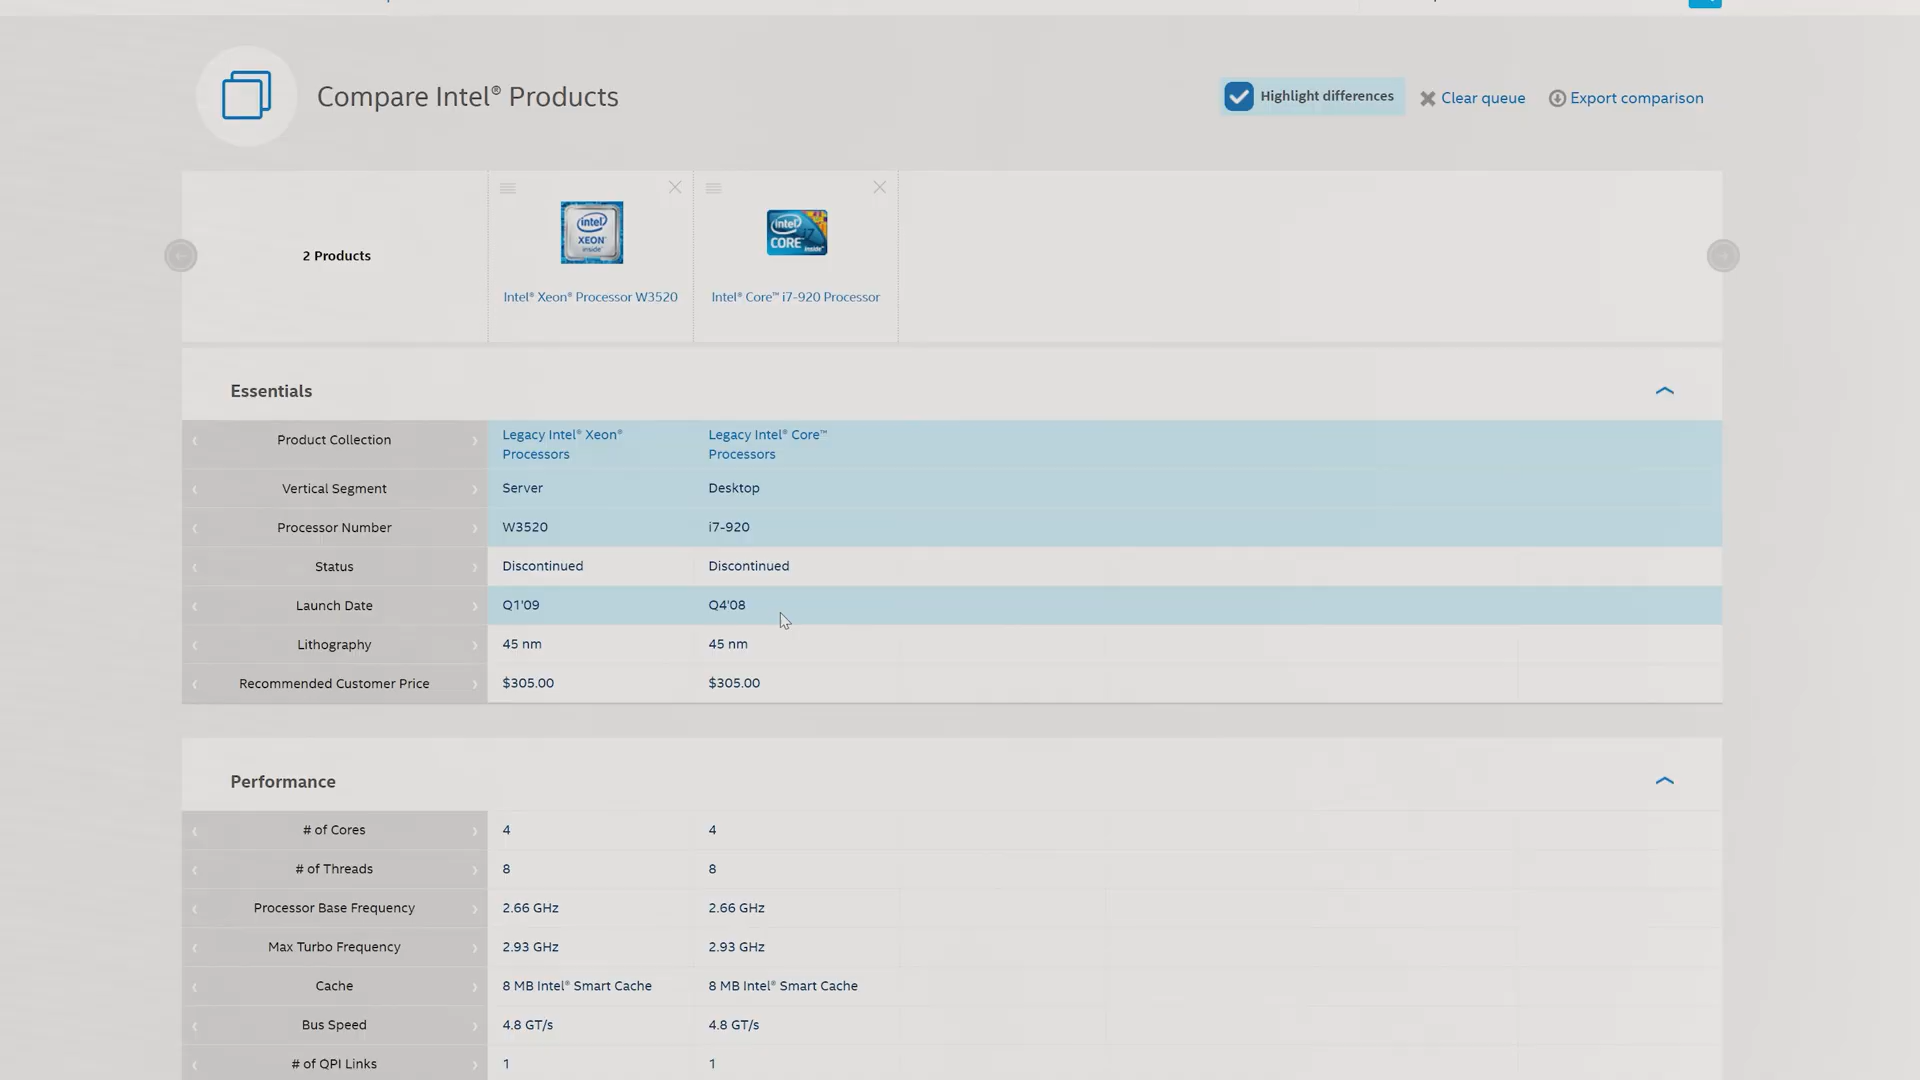 Compare Intel® Products
Highlight differences
Clear queue
Export comparison
2 Products
intel XEON inside
intel CORE i7 inside
Intel® Xeon® Processor W3520
Intel® Core™ i7-920 Processor
Essentials
Product Collection
Legacy Intel® Xeon® Processors
Legacy Intel® Core™ Processors
Vertical Segment Server Desktop
Processor Number W3520 i7-920
Status Discontinued Discontinued
Launch Date Q1'09 Q4'08
Lithography 45 nm 45 nm
Recommended Customer Price $305.00 $305.00
Performance
# of Cores 4 4
# of Threads 8 8
Processor Base Frequency 2.66 GHz 2.66 GHz
Max Turbo Frequency 2.93 GHz 2.93 GHz
Cache 8 MB Intel® Smart Cache 8 MB Intel® Smart Cache
Bus Speed 4.8 GT/s 4.8 GT/s
# of QPI Links 1 1